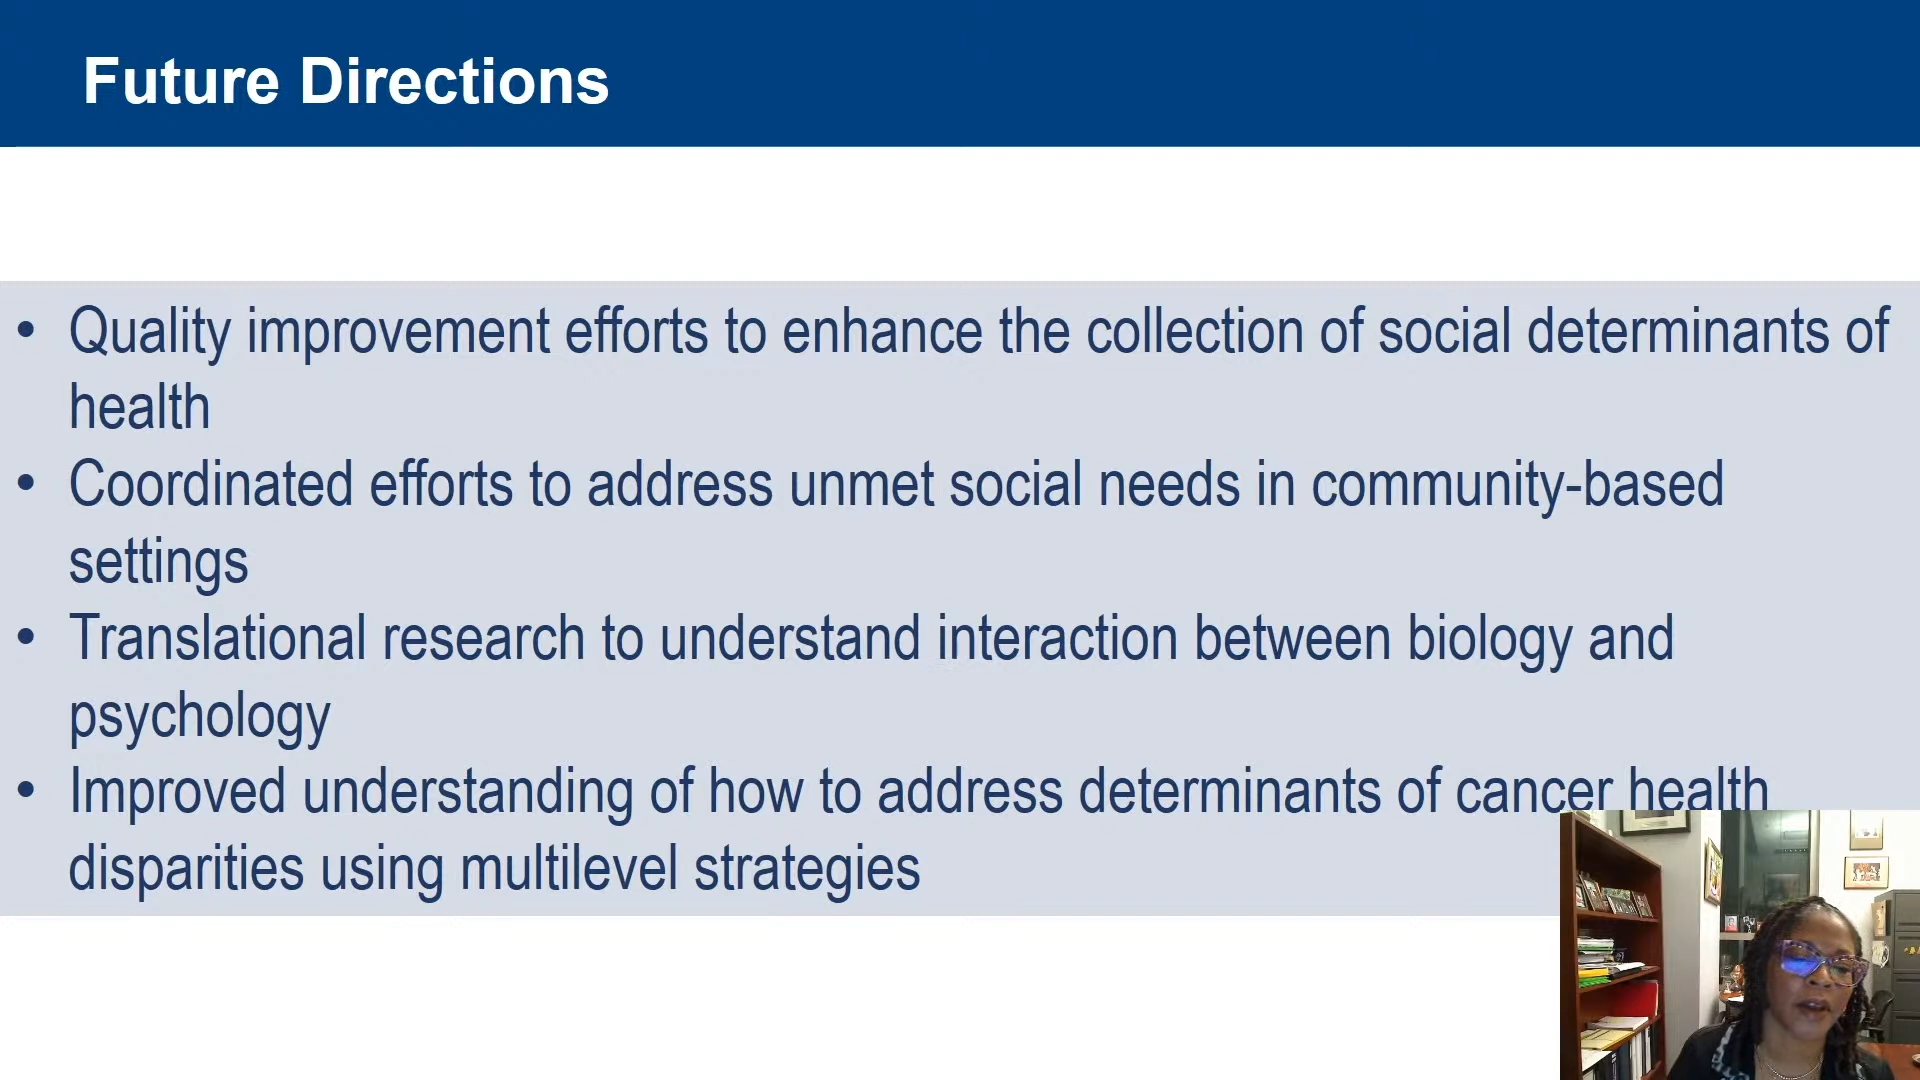 Future Directions
• Quality improvement efforts to enhance the collection of social determinants of
health
• Coordinated efforts to address unmet social needs in community-based
settings
• Translational research to understand interaction between biology and
psychology
• Improved understanding of how to address determinants of cancer health
disparities using multilevel strategies